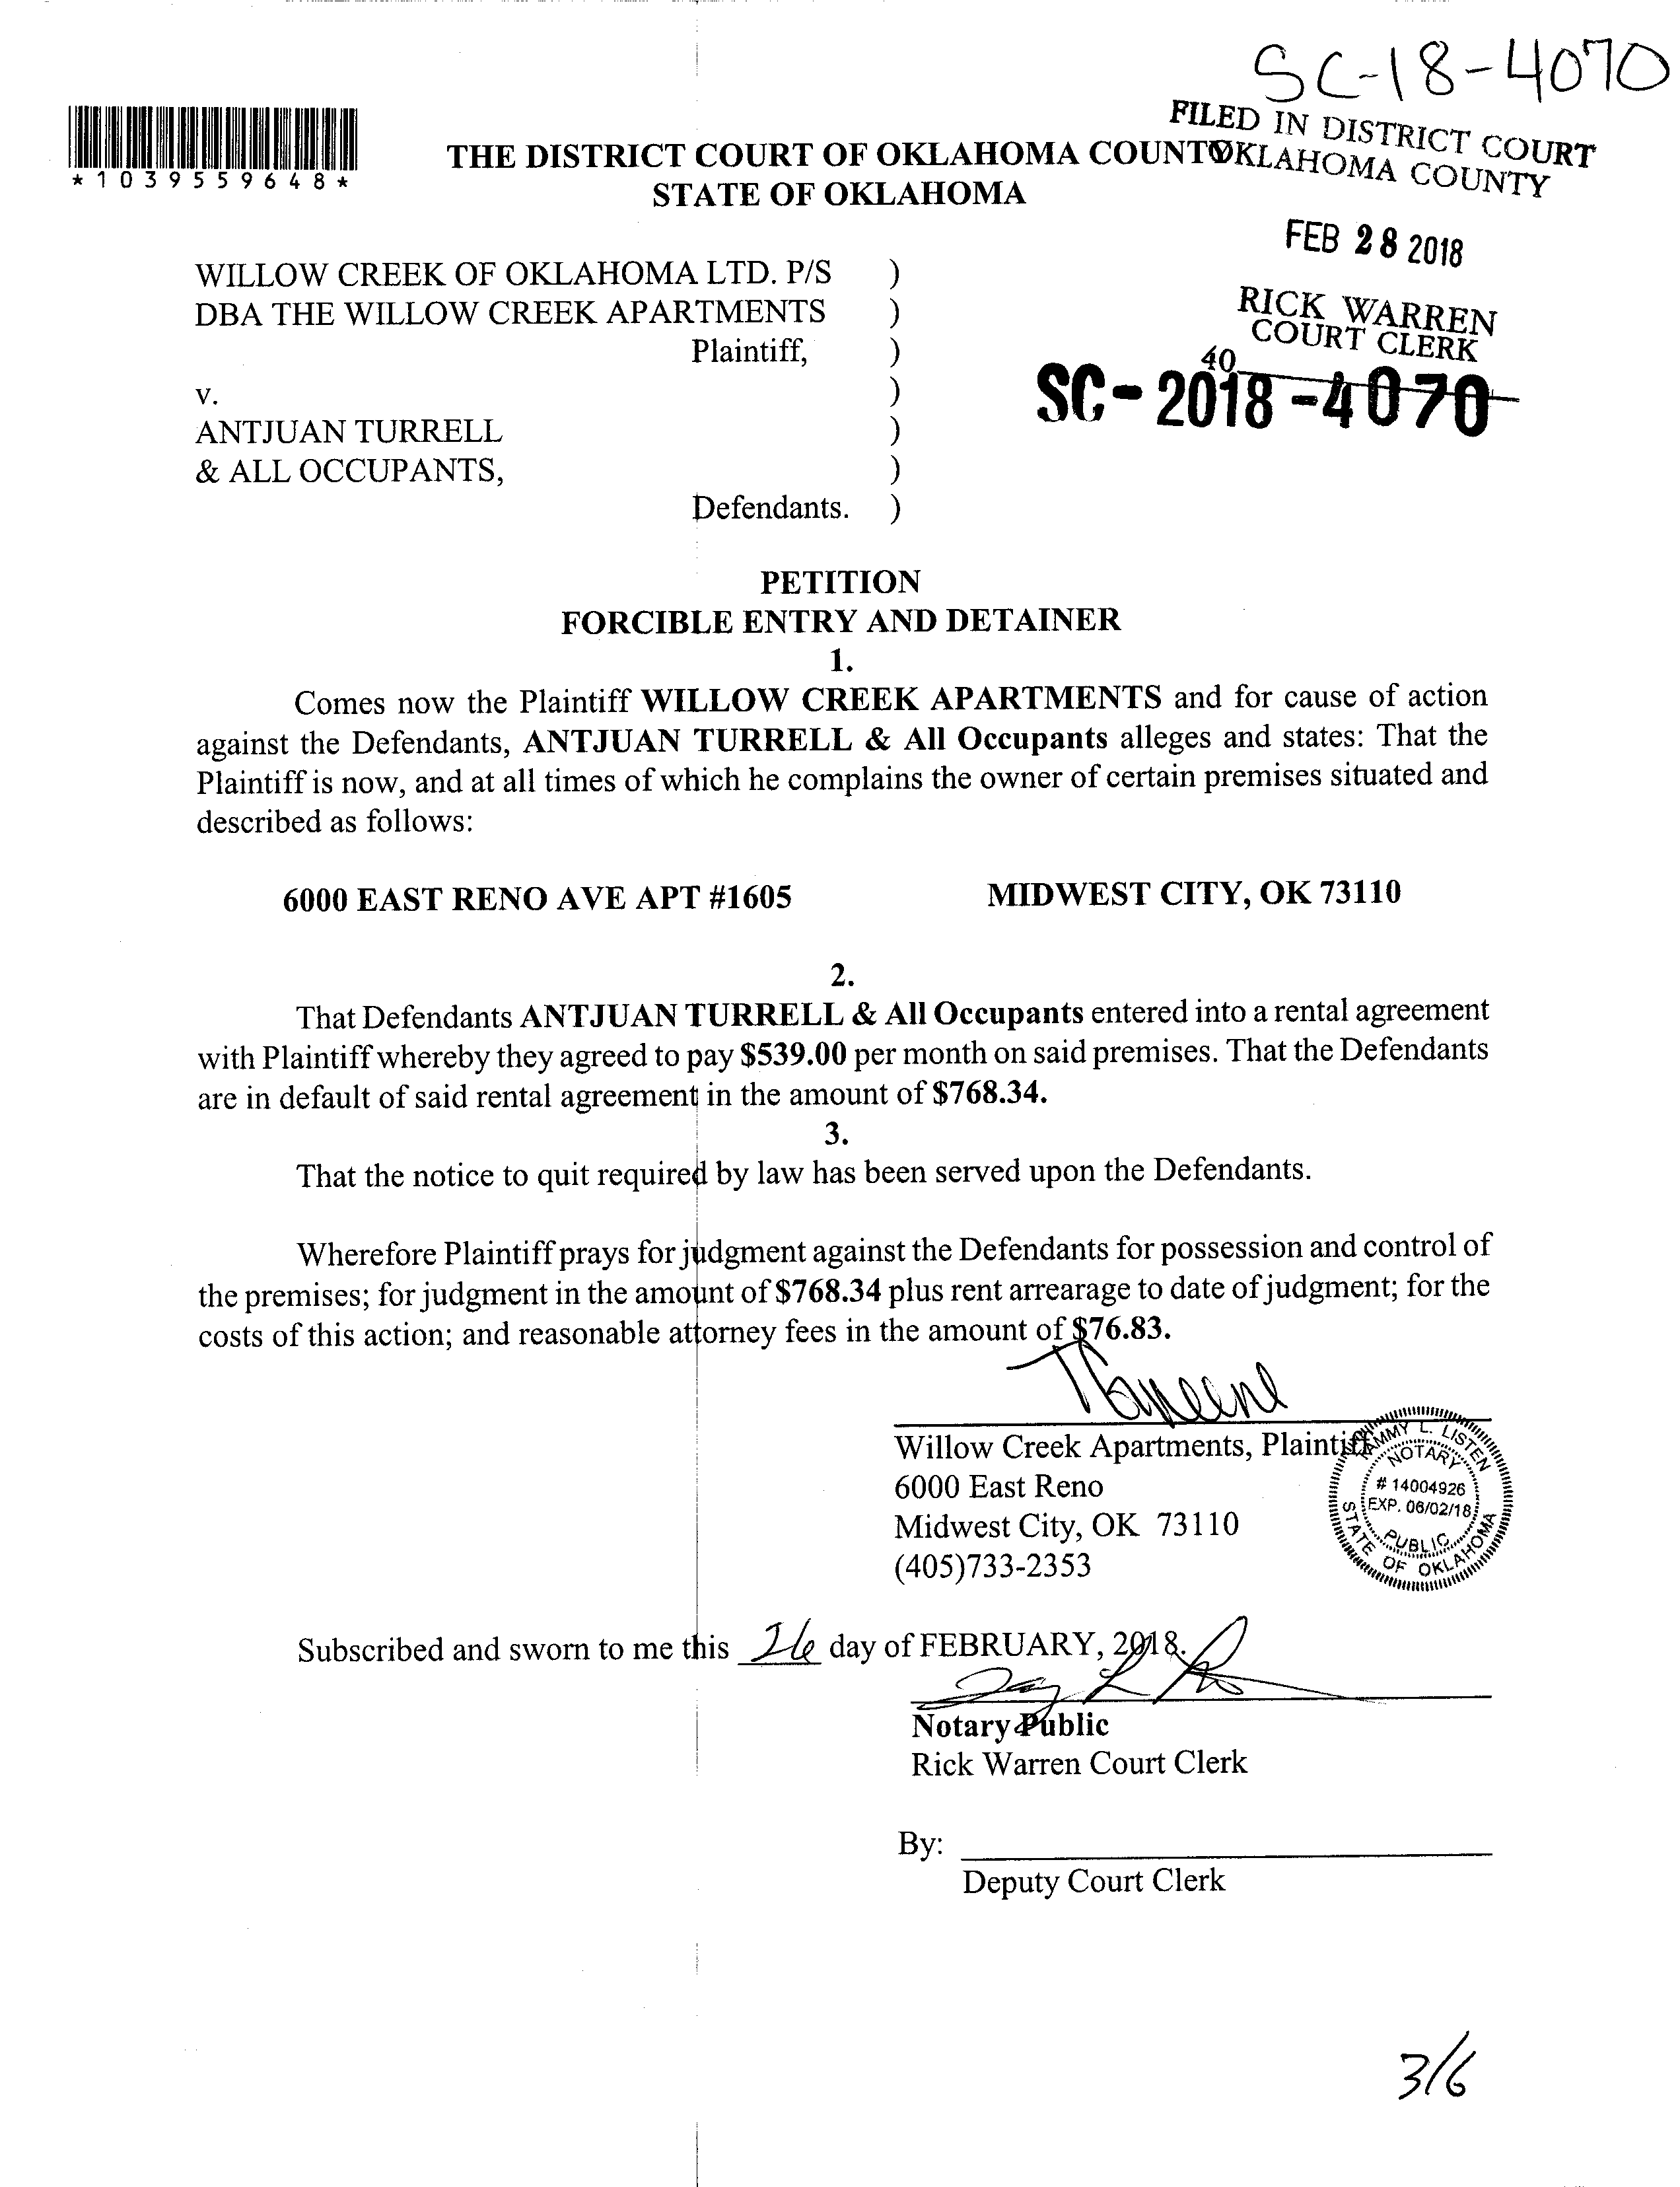 SC-18-4070
FILED IN DISTRICT COURT
OKLAHOMA COUNTY
*1039559648*
THE DISTRICT COURT OF OKLAHOMA COUNTY
STATE OF OKLAHOMA
FEB 28 2018
RICK WARREN
COURT CLERK
40
SC-2018-4070
WILLOW CREEK OF OKLAHOMA LTD. P/S )
DBA THE WILLOW CREEK APARTMENTS )
Plaintiff, )
v. )
ANTJUAN TURRELL )
& ALL OCCUPANTS, )
Defendants. )
PETITION
FORCIBLE ENTRY AND DETAINER
1.
Comes now the Plaintiff WILLOW CREEK APARTMENTS and for cause of action
against the Defendants, ANTJUAN TURRELL & All Occupants alleges and states: That the
Plaintiff is now, and at all times of which he complains the owner of certain premises situated and
described as follows:
6000 EAST RENO AVE APT #1605 MIDWEST CITY, OK 73110
2.
That Defendants ANTJUAN TURRELL & All Occupants entered into a rental agreement
with Plaintiff whereby they agreed to pay $539.00 per month on said premises. That the Defendants
are in default of said rental agreement in the amount of $768.34.
3.
That the notice to quit required by law has been served upon the Defendants.
Wherefore Plaintiff prays for judgment against the Defendants for possession and control of
the premises; for judgment in the amount of $768.34 plus rent arrearage to date of judgment; for the
costs of this action; and reasonable attorney fees in the amount of $76.83.
Willow Creek Apartments, Plaintiff
6000 East Reno
Midwest City, OK 73110
(405)733-2353
TAMMY L. LISTEN
NOTARY
# 14004926
EXP. 06/02/18
PUBLIC
STATE OF OKLAHOMA
Subscribed and sworn to me this 26 day of FEBRUARY, 2018.
Notary Public
Rick Warren Court Clerk
By:
Deputy Court Clerk
3/6